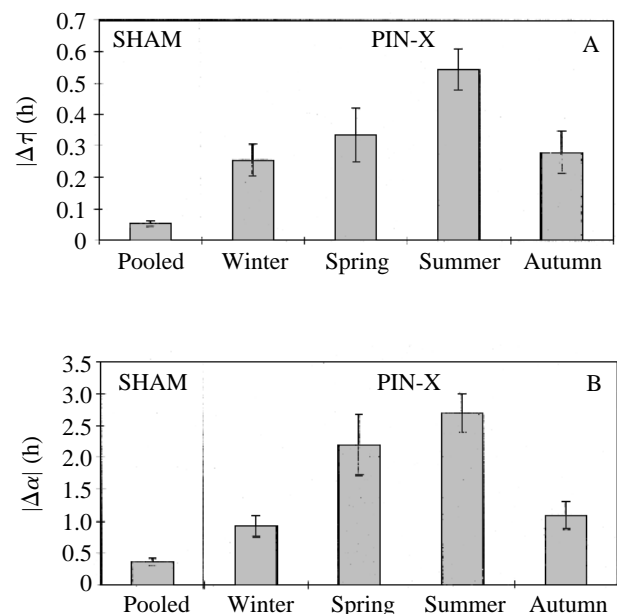 0.7
SHAM PIN-X A
0.6
0.5
0.4
0.3
0.2
0.1
0
|Δτ| (h)
Pooled Winter Spring Summer Autumn
3.5
SHAM PIN-X B
3.0
2.5
2.0
1.5
1.0
0.5
0
|Δα| (h)
Pooled Winter Spring Summer Autumn